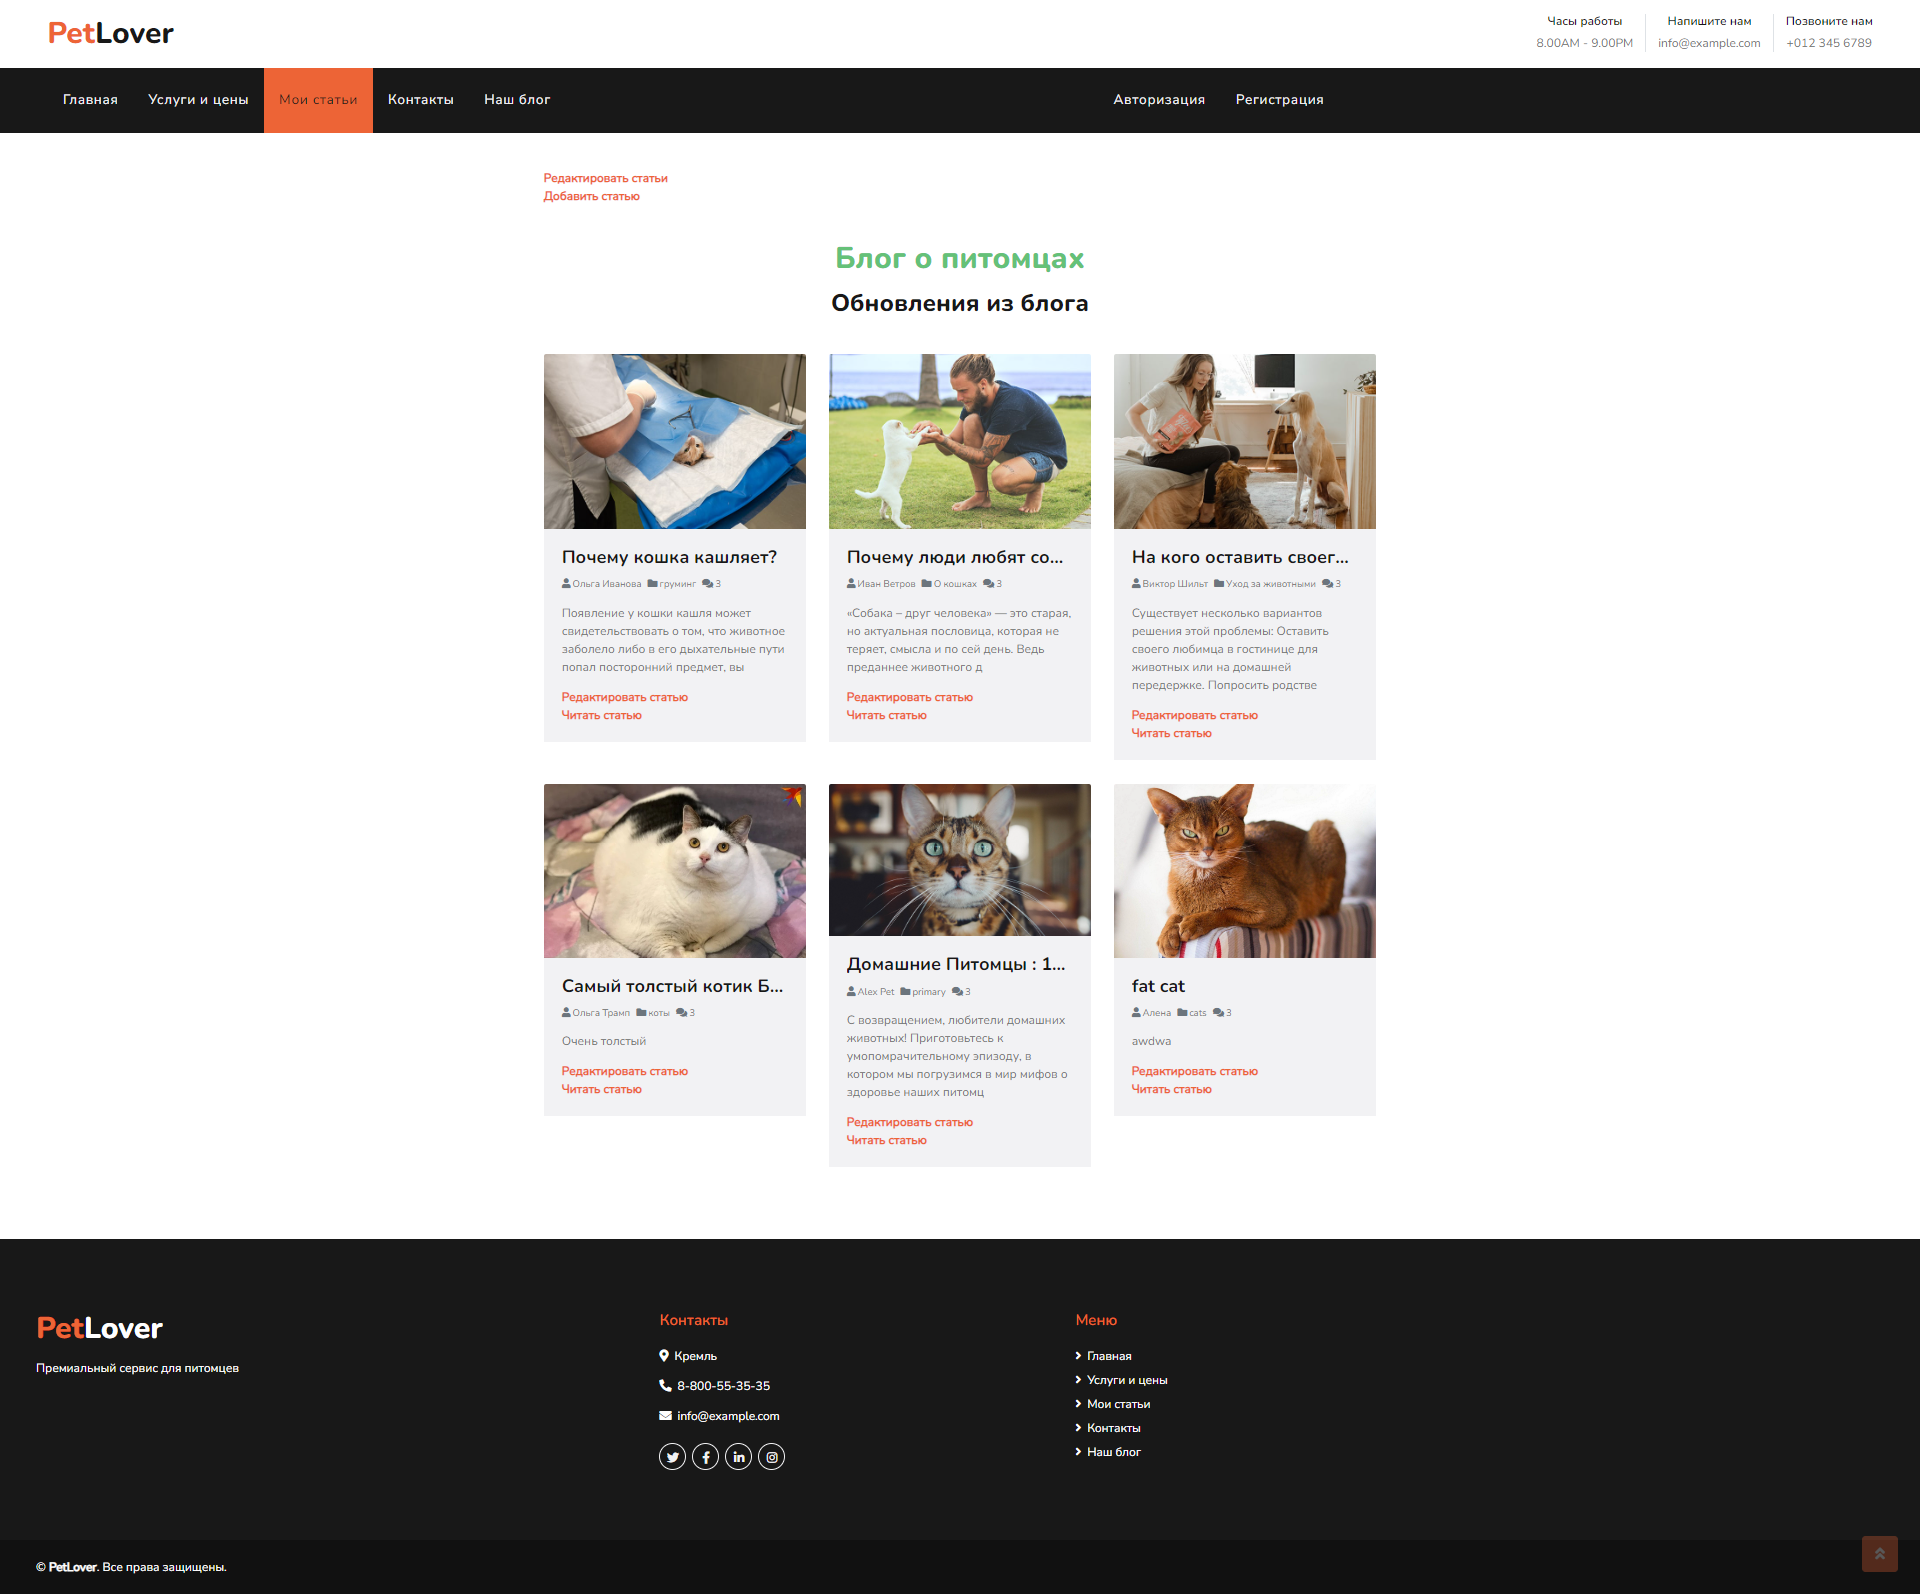 PetLover
Часы работы
8.00AM - 9.00PM
Напишите нам
info@example.com
Позвоните нам
+012 345 6789
Главная
Услуги и цены
Мои статьи
Контакты
Наш блог
Авторизация
Регистрация
Редактировать статьи
Добавить статью
Блог о питомцах
Обновления из блога
Почему кошка кашляет?
Ольга Иванова груминг 3
Появление у кошки кашля может
свидетельствовать о том, что животное
заболело либо в его дыхательные пути
попал посторонний предмет, вы
Редактировать статью
Читать статью
Почему люди любят со...
Иван Ветров О кошках 3
«Собака – друг человека» — это старая,
но актуальная пословица, которая не
теряет, смысла и по сей день. Ведь
преданнее животного д
Редактировать статью
Читать статью
На кого оставить своег...
Виктор Шильт Уход за животными 3
Существует несколько вариантов
решения этой проблемы: Оставить
своего любимца в гостинице для
животных или на домашней
передержке. Попросить родстве
Редактировать статью
Читать статью
Самый толстый котик Б...
Ольга Трамп коты 3
Очень толстый
Редактировать статью
Читать статью
Домашние Питомцы : 1...
Alex Pet primary 3
С возвращением, любители домашних
животных! Приготовьтесь к
умопомрачительному эпизоду, в
котором мы погрузимся в мир мифов о
здоровье наших питомц
Редактировать статью
Читать статью
fat cat
Алена cats 3
awdwa
Редактировать статью
Читать статью
PetLover
Премиальный сервис для питомцев
Контакты
Кремль
8-800-55-35-35
info@example.com
Меню
Главная
Услуги и цены
Мои статьи
Контакты
Наш блог
© PetLover. Все права защищены.